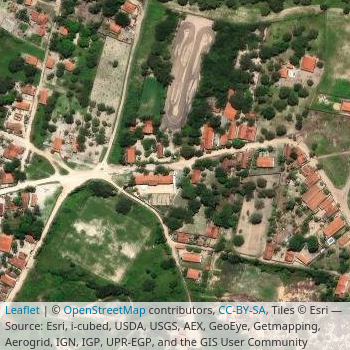 Leaflet | © OpenStreetMap contributors, CC-BY-SA, Tiles © Esri —
Source: Esri, i-cubed, USDA, USGS, AEX, GeoEye, Getmapping,
Aerogrid, IGN, IGP, UPR-EGP, and the GIS User Community